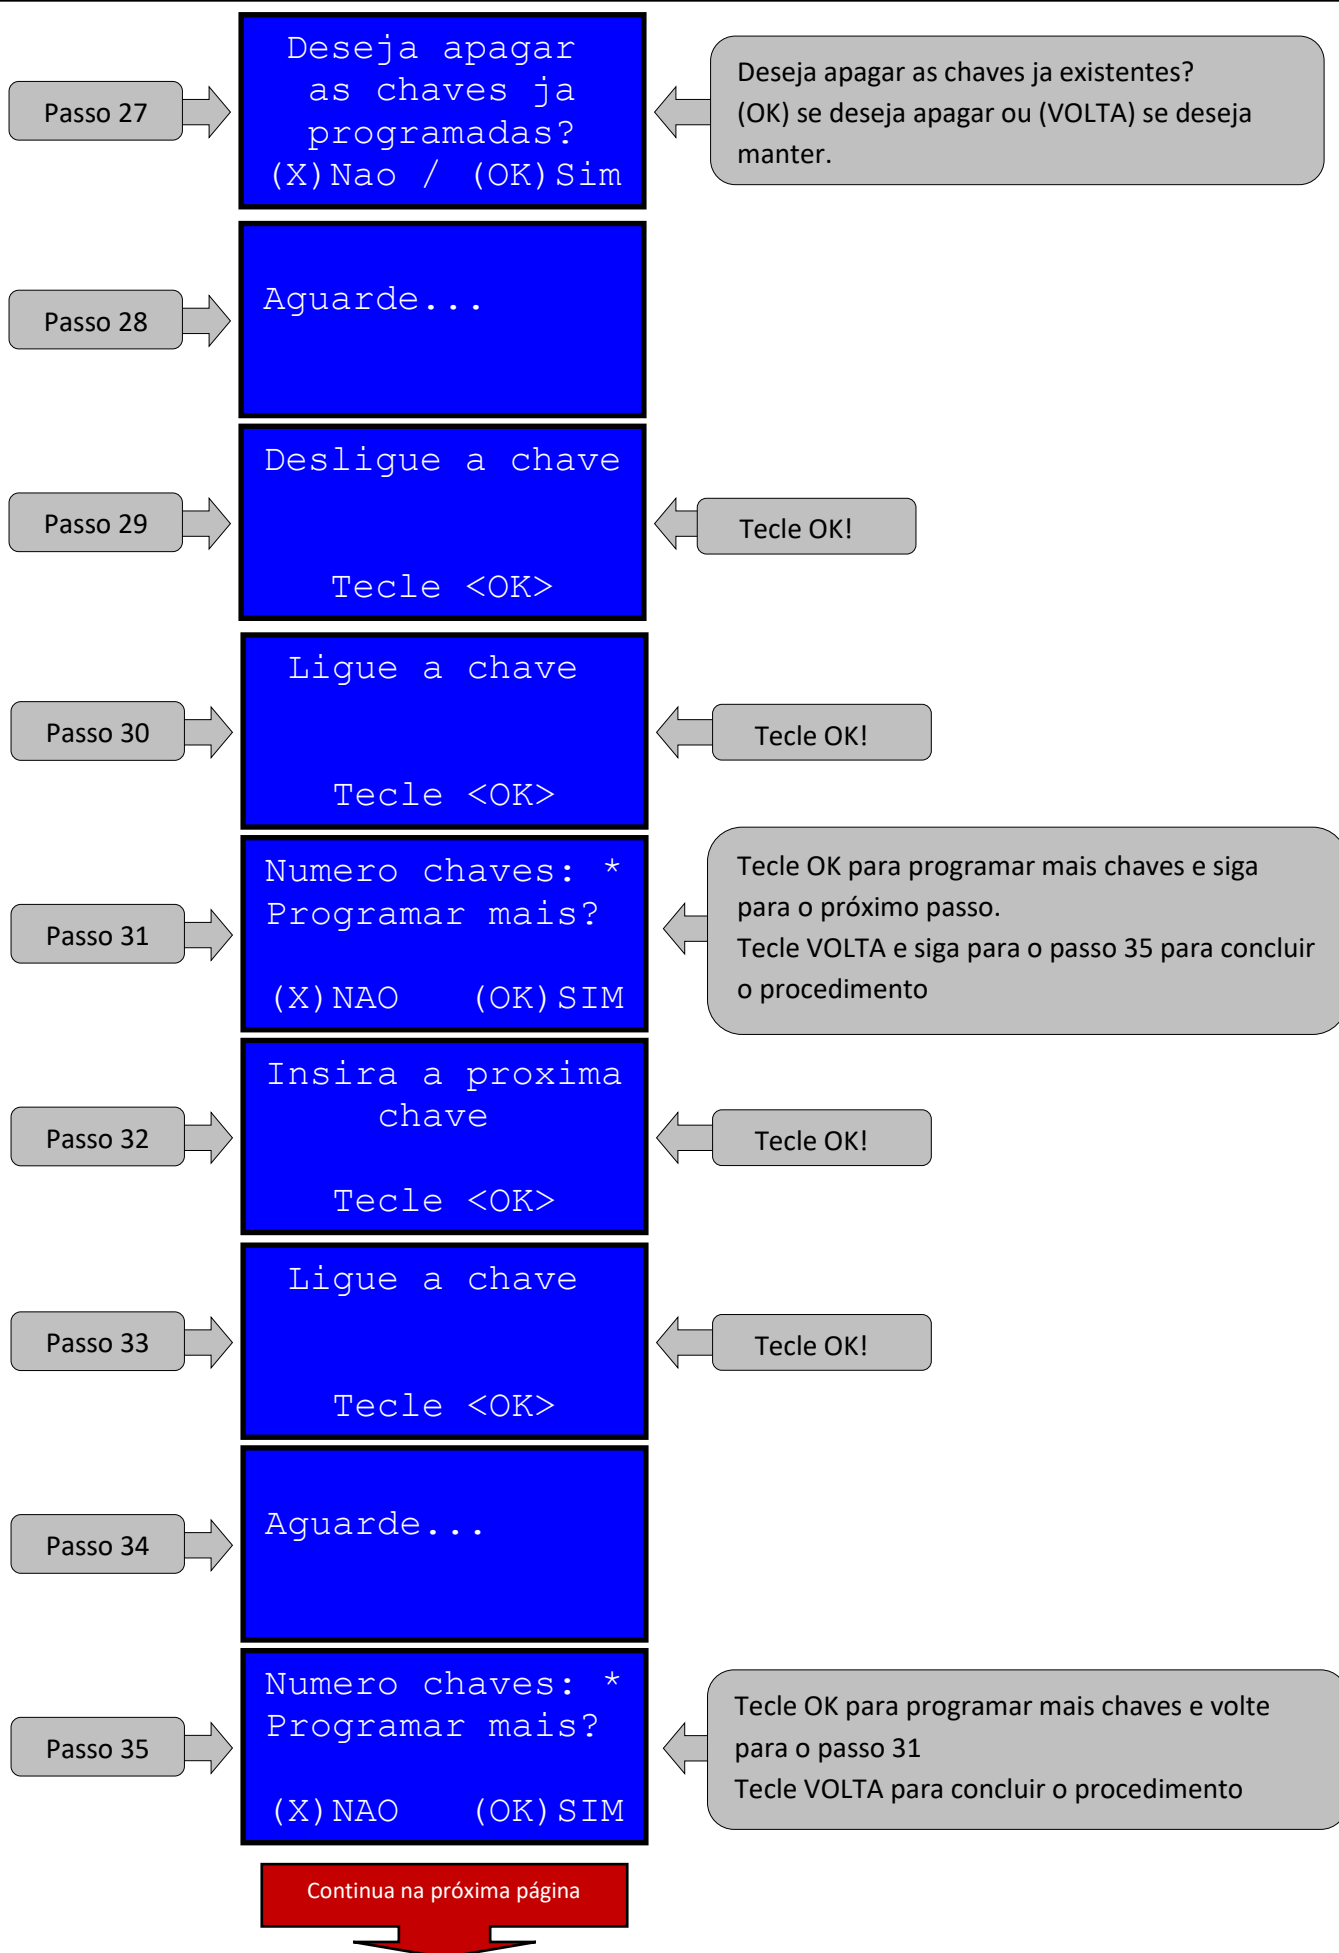 Passo 27
Deseja apagar
as chaves ja
programadas?
(X)Nao / (OK)Sim
Deseja apagar as chaves ja existentes?
(OK) se deseja apagar ou (VOLTA) se deseja
manter.
Passo 28
Aguarde...
Passo 29
Desligue a chave
Tecle <OK>
Tecle OK!
Passo 30
Ligue a chave
Tecle <OK>
Tecle OK!
Passo 31
Numero chaves: *
Programar mais?
(X)NAO (OK)SIM
Tecle OK para programar mais chaves e siga
para o próximo passo.
Tecle VOLTA e siga para o passo 35 para concluir
o procedimento
Passo 32
Insira a proxima
chave
Tecle <OK>
Tecle OK!
Passo 33
Ligue a chave
Tecle <OK>
Tecle OK!
Passo 34
Aguarde...
Passo 35
Numero chaves: *
Programar mais?
(X)NAO (OK)SIM
Tecle OK para programar mais chaves e volte
para o passo 31
Tecle VOLTA para concluir o procedimento
Continua na próxima página